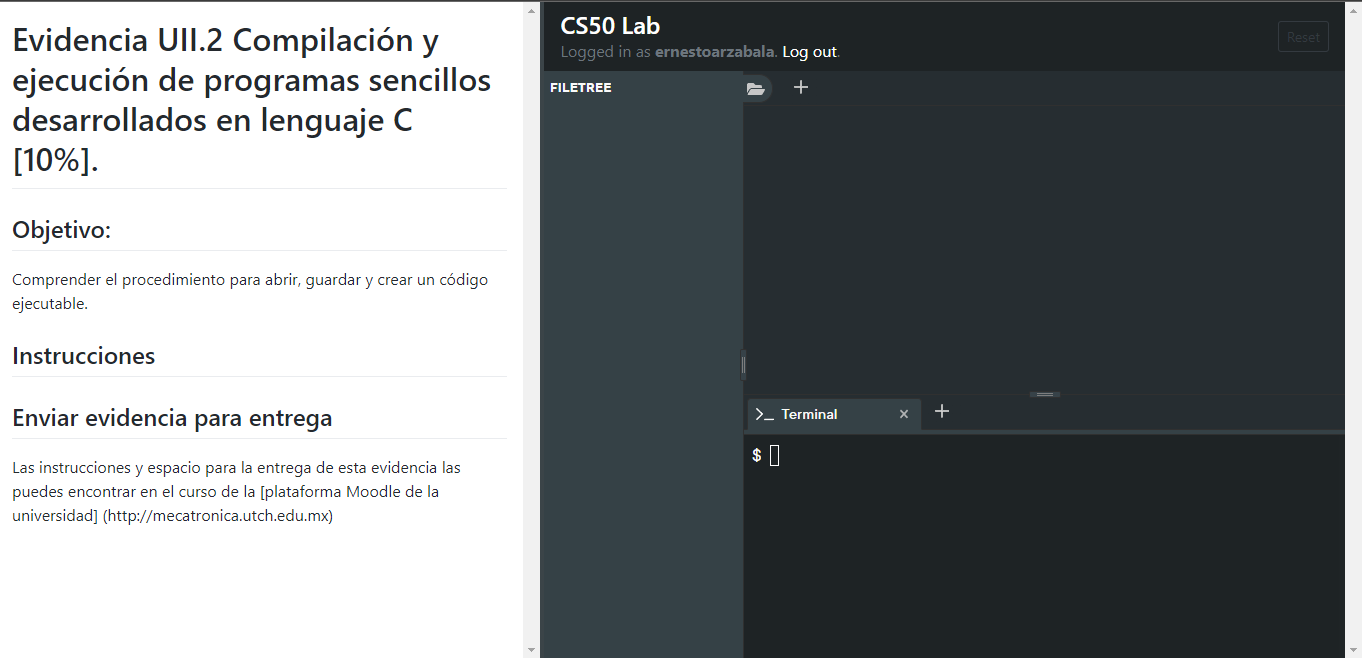 Evidencia UII.2 Compilación y
ejecución de programas sencillos
desarrollados en lenguaje C
[10%].
Objetivo:
Comprender el procedimiento para abrir, guardar y crear un código
ejecutable.
Instrucciones
Enviar evidencia para entrega
Las instrucciones y espacio para la entrega de esta evidencia las
puedes encontrar en el curso de la [plataforma Moodle de la
universidad] (http://mecatronica.utch.edu.mx)
CS50 Lab
Logged in as ernestoarzabala. Log out.
Reset
FILETREE
>_ Terminal
$